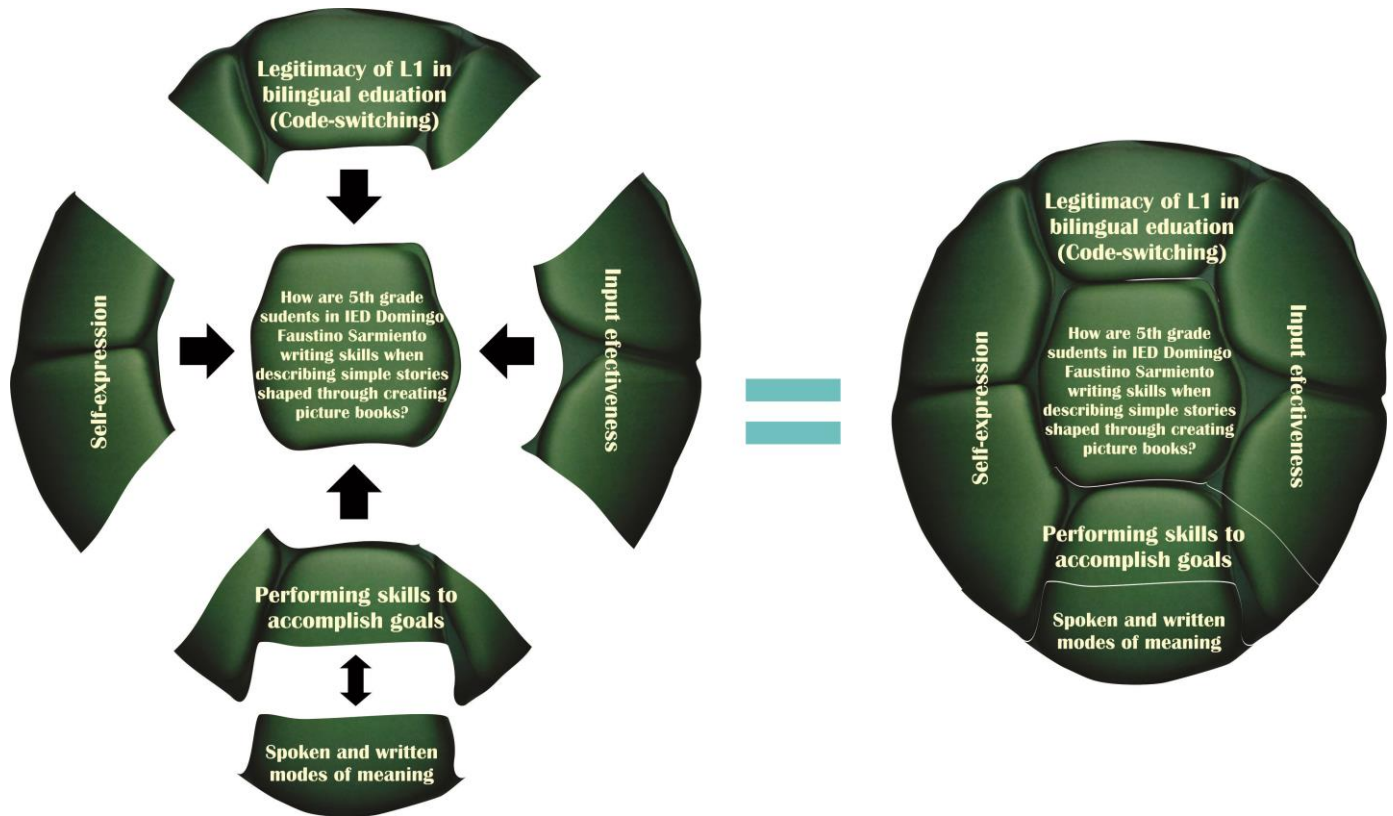 Legitimacy of L1 in
bilingual eduation
(Code-switching)
Self-expression
How are 5th grade
sudents in IED Domingo
Faustino Sarmiento
writing skills when
describing simple stories
shaped through creating
picture books?
Input efectiveness
Performing skills to
accomplish goals
Spoken and written
modes of meaning
Legitimacy of L1 in
bilingual eduation
(Code-switching)
Self-expression
How are 5th grade
sudents in IED Domingo
Faustino Sarmiento
writing skills when
describing simple stories
shaped through creating
picture books?
Input efectiveness
Performing skills to
accomplish goals
Spoken and written
modes of meaning